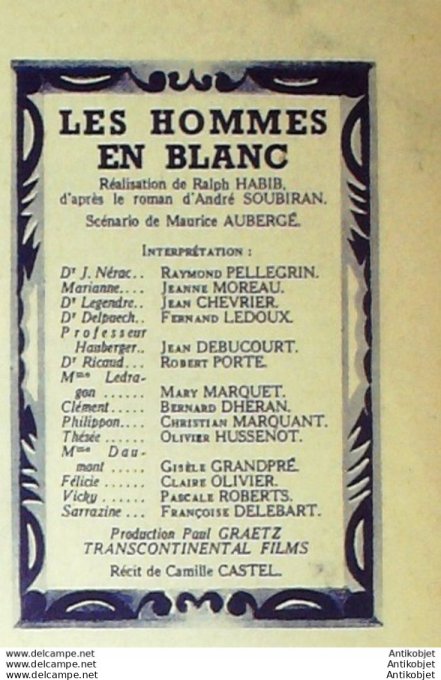 LES HOMMES
EN BLANC
Réalisation de Ralph HABIB,
d'après le roman d'André SOUBIRAN.
Scénario de Maurice AUBERGÉ.
INTERPRÉTATION :
Dr J. Nérac.. RAYMOND PELLEGRIN.
Marianne.... JEANNE MOREAU.
Dr Legendre.. JEAN CHEVRIER.
Dr Delpuech.. FERNAND LEDOUX.
Professeur
Hauberger.. JEAN DEBUCOURT.
Dr Ricaud... ROBERT PORTE.
Mme Ledra-
gon ...... MARY MARQUET.
Clément..... BERNARD DHERAN.
Philippon.... CHRISTIAN MARQUANT.
Thésée ..... OLIVIER HUSSENOT.
Mme Dau-
mont ..... GISÈLE GRANDPRÉ.
Félicie ...... CLAIRE OLIVIER.
Vicky ...... PASCALE ROBERTS.
Sarrazine ... FRANÇOISE DELEBART.
Production Paul GRAETZ
TRANSCONTINENTAL FILMS
Récit de Camille CASTEL.
www.delcampe.net
www.delcampe.net
Antikobjet
Antikobjet